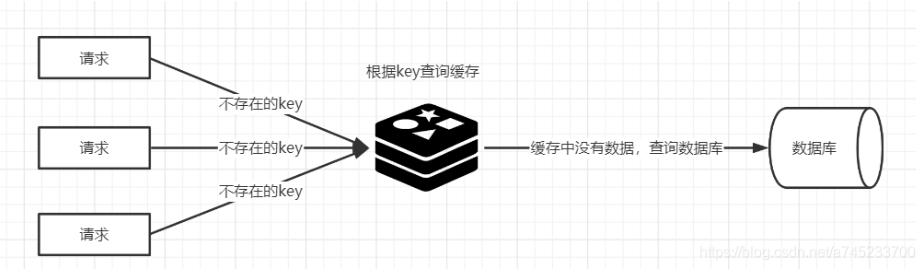 请求
不存在的key
根据key查询缓存
请求
不存在的key
缓存中没有数据，查询数据库
数据库
不存在的key
请求
https://blog.csdn.net/a745233700